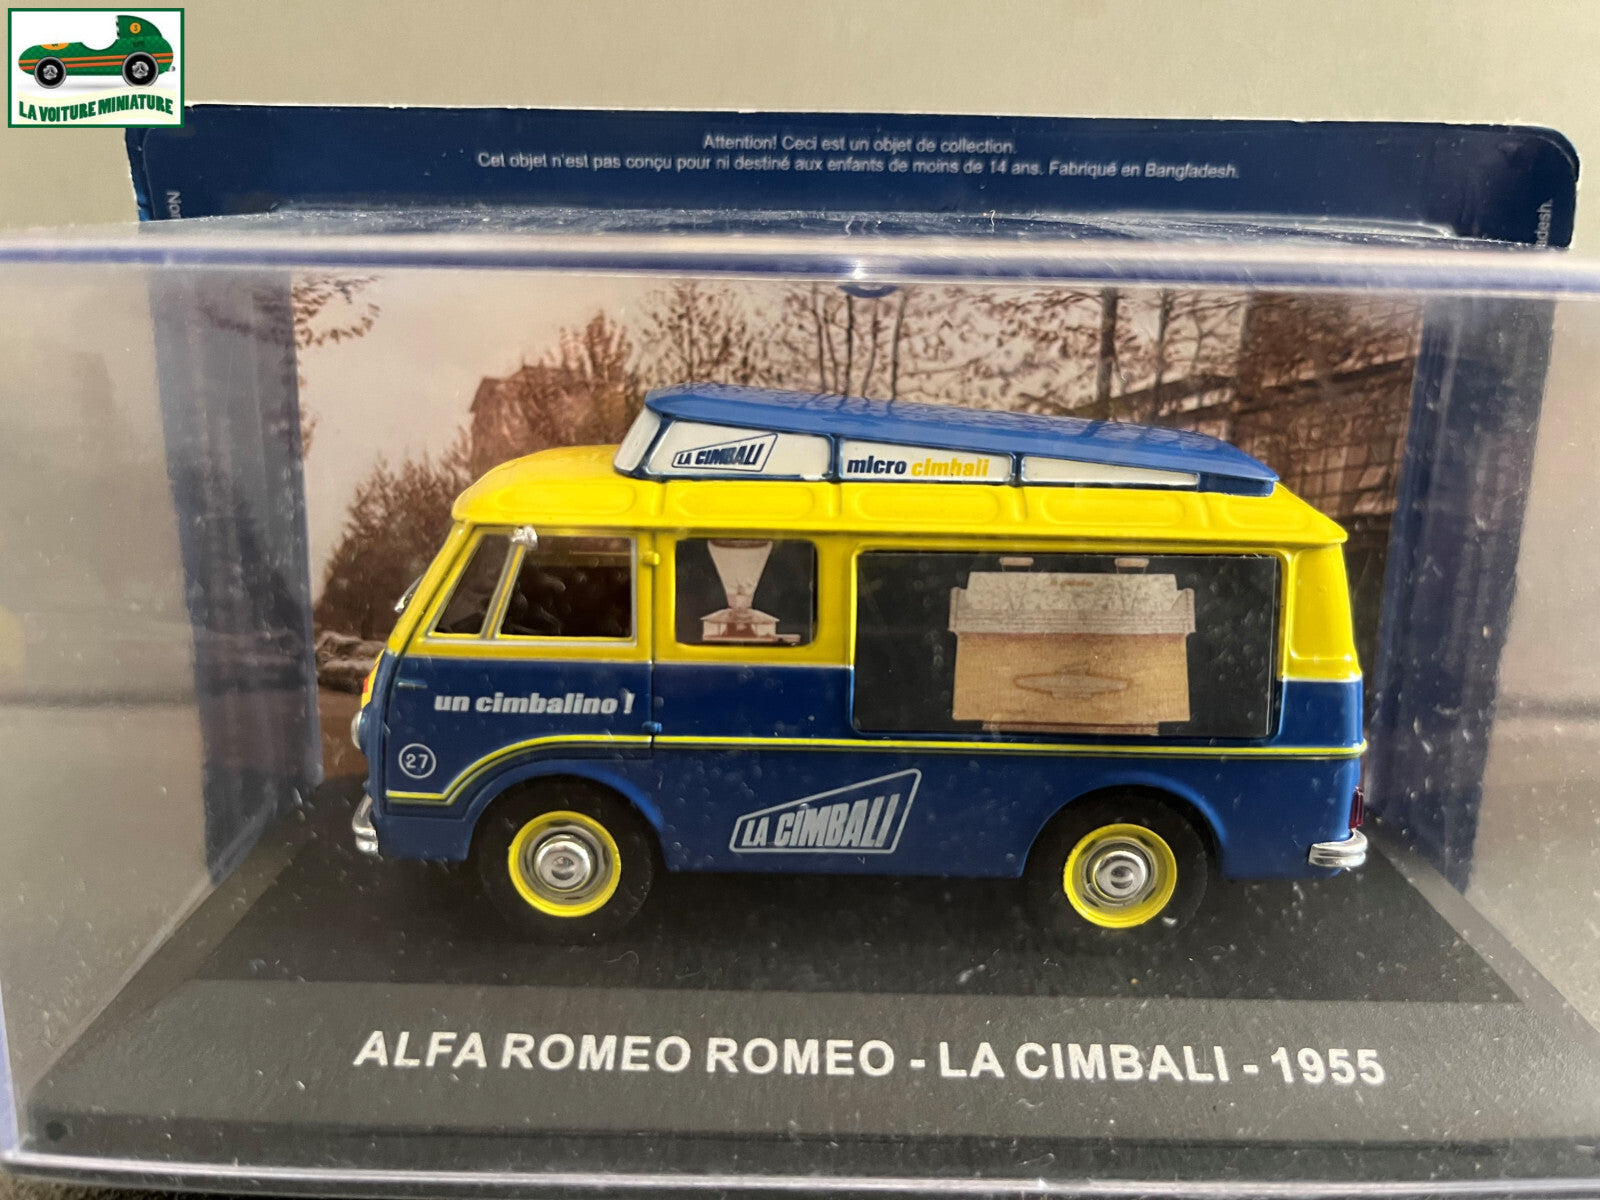 LA VOITURE MINIATURE
Attention! Ceci est un objet de collection.
Cet objet n'est pas conçu pour ni destiné aux enfants de moins de 14 ans. Fabriqué en Bangladesh.
LA CIMBALI
micro cimbali
un cimbalino!
27
LA CIMBALI
ALFA ROMEO ROMEO - LA CIMBALI - 1955